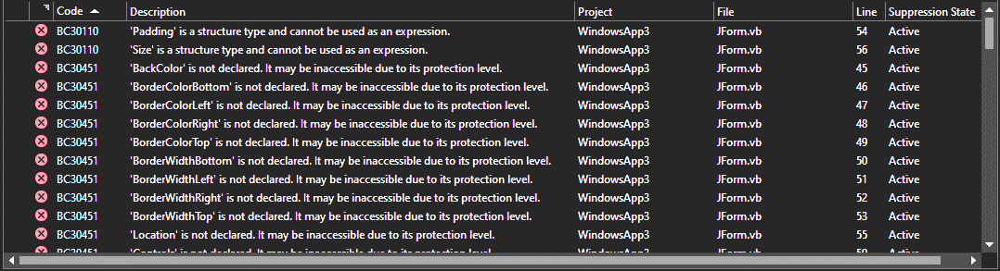 Code Description Project File Line Suppression State
BC30110 'Padding' is a structure type and cannot be used as an expression. WindowsApp3 JForm.vb 54 Active
BC30110 'Size' is a structure type and cannot be used as an expression. WindowsApp3 JForm.vb 56 Active
BC30451 'BackColor' is not declared. It may be inaccessible due to its protection level. WindowsApp3 JForm.vb 45 Active
BC30451 'BorderColorBottom' is not declared. It may be inaccessible due to its protection level. WindowsApp3 JForm.vb 46 Active
BC30451 'BorderColorLeft' is not declared. It may be inaccessible due to its protection level. WindowsApp3 JForm.vb 47 Active
BC30451 'BorderColorRight' is not declared. It may be inaccessible due to its protection level. WindowsApp3 JForm.vb 48 Active
BC30451 'BorderColorTop' is not declared. It may be inaccessible due to its protection level. WindowsApp3 JForm.vb 49 Active
BC30451 'BorderWidthBottom' is not declared. It may be inaccessible due to its protection level. WindowsApp3 JForm.vb 50 Active
BC30451 'BorderWidthLeft' is not declared. It may be inaccessible due to its protection level. WindowsApp3 JForm.vb 51 Active
BC30451 'BorderWidthRight' is not declared. It may be inaccessible due to its protection level. WindowsApp3 JForm.vb 52 Active
BC30451 'BorderWidthTop' is not declared. It may be inaccessible due to its protection level. WindowsApp3 JForm.vb 53 Active
BC30451 'Location' is not declared. It may be inaccessible due to its protection level. WindowsApp3 JForm.vb 55 Active
BC30451 'Controls' is not declared. It may be inaccessible due to its protection level. WindowsApp3 JForm.vb Active